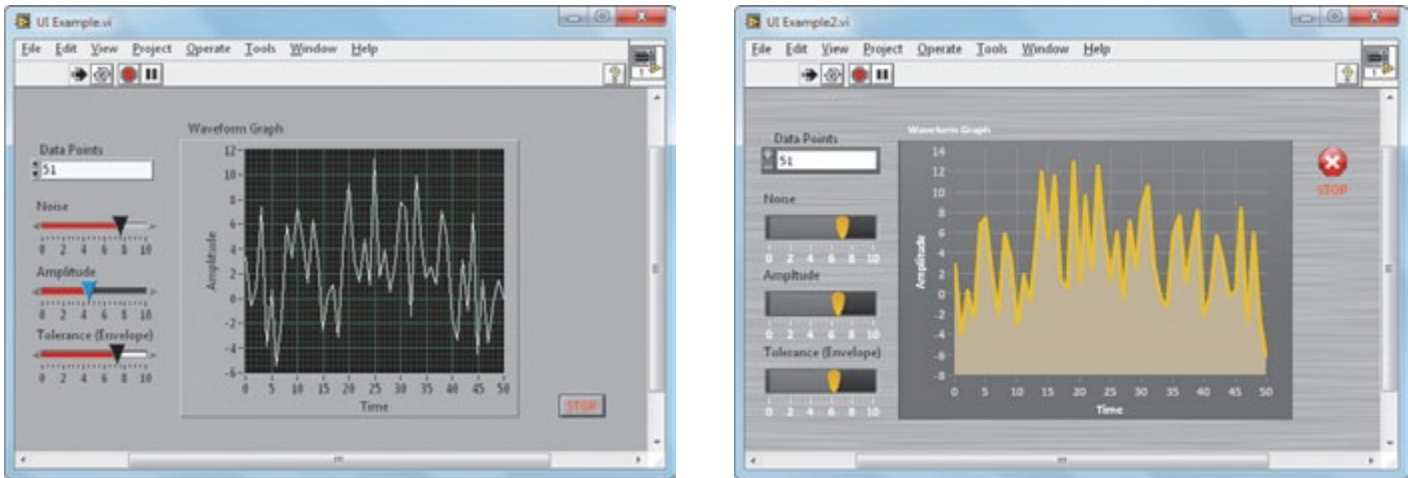 UI Example.vi
File Edit View Project Operate Tools Window Help
1
Waveform Graph
Data Points
51
Noise
0 2 4 6 8 10
Amplitude
0 2 4 6 8 10
Tolerance (Envelope)
0 2 4 6 8 10
Amplitude
12
10
8
6
4
2
0
-2
-4
-6
0 5 10 15 20 25 30 35 40 45 50
Time
STOP
UI Example2.vi
File Edit View Project Operate Tools Window Help
1
Waveform Graph
Data Points
51
Noise
0 2 4 6 8 10
Ampltude
0 2 4 6 8 10
Tolerance (Envelope)
0 2 4 6 8 10
Amplitude
14
12
10
8
6
4
2
0
-2
-4
-6
-8
0 5 10 15 20 25 30 35 40 45 50
Time
STOP